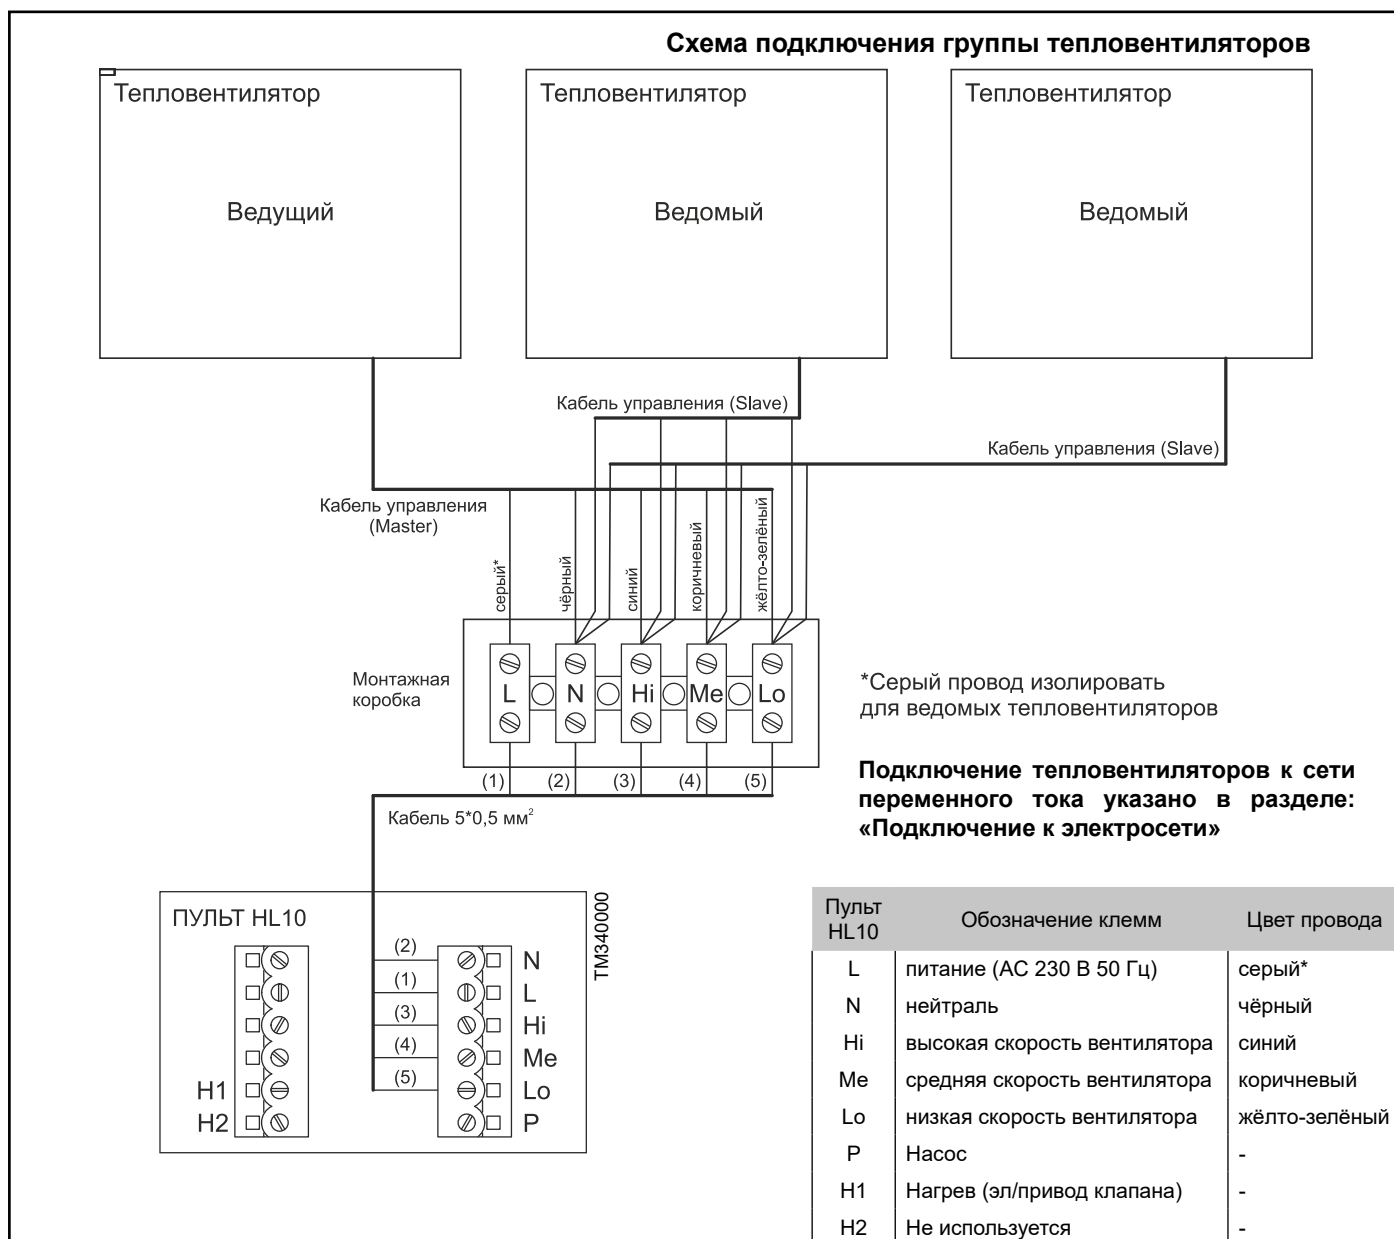 Схема подключения группы тепловентиляторов
Тепловентилятор
Ведущий
Тепловентилятор
Ведомый
Тепловентилятор
Ведомый
Кабель управления (Slave)
Кабель управления (Slave)
Кабель управления
(Master)
серый*
чёрный
синий
коричневый
жёлто-зелёный
Монтажная
коробка
L
N
Hi
Me
Lo
*Серый провод изолировать
для ведомых тепловентиляторов
(1)
(2)
(3)
(4)
(5)
Подключение тепловентиляторов к сети
переменного тока указано в разделе:
«Подключение к электросети»
Кабель 5*0,5 мм²
ПУЛЬТ HL10
TM340000
(2)
(1)
(3)
(4)
(5)
N
L
Hi
Me
Lo
P
H1
H2
Пульт HL10 Обозначение клемм Цвет провода
L питание (АС 230 В 50 Гц) серый*
N нейтраль чёрный
Hi высокая скорость вентилятора синий
Me средняя скорость вентилятора коричневый
Lo низкая скорость вентилятора жёлто-зелёный
P Насос -
H1 Нагрев (эл/привод клапана) -
H2 Не используется -